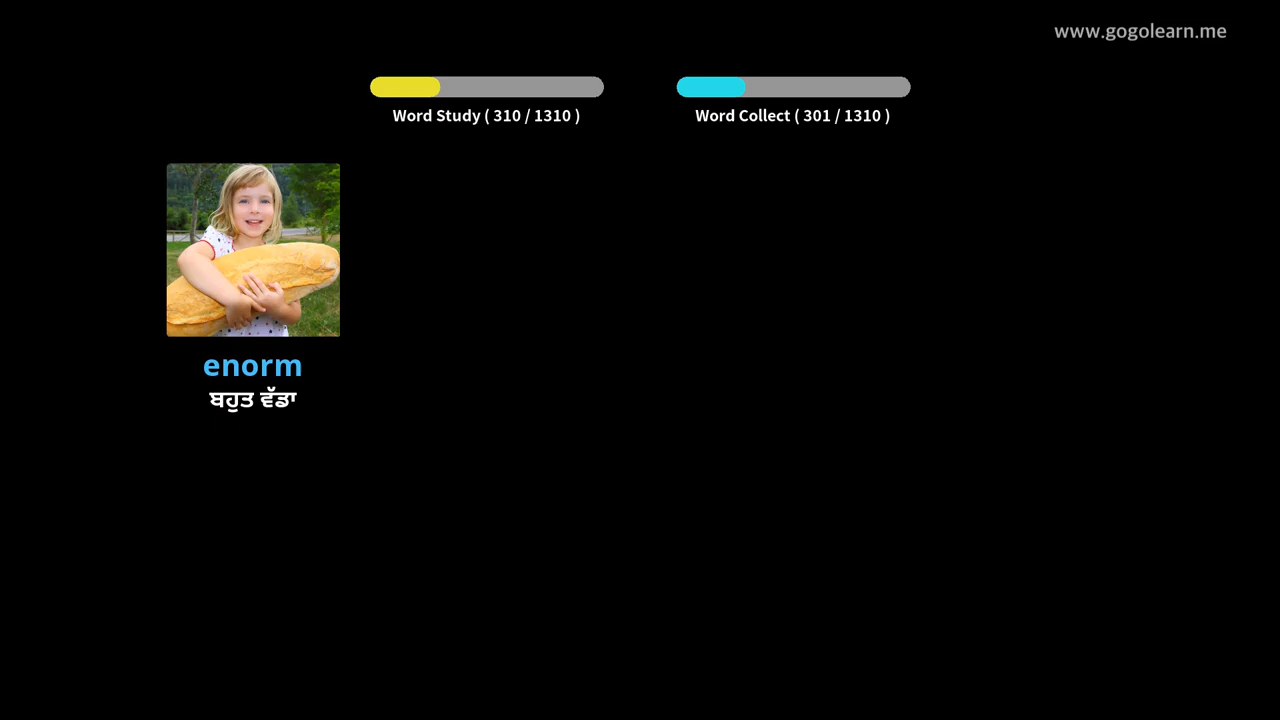 www.gogolearn.me
Word Study ( 310 / 1310 )
Word Collect ( 301 / 1310 )
enorm
ਬਹੁਤ ਵੱਡਾ